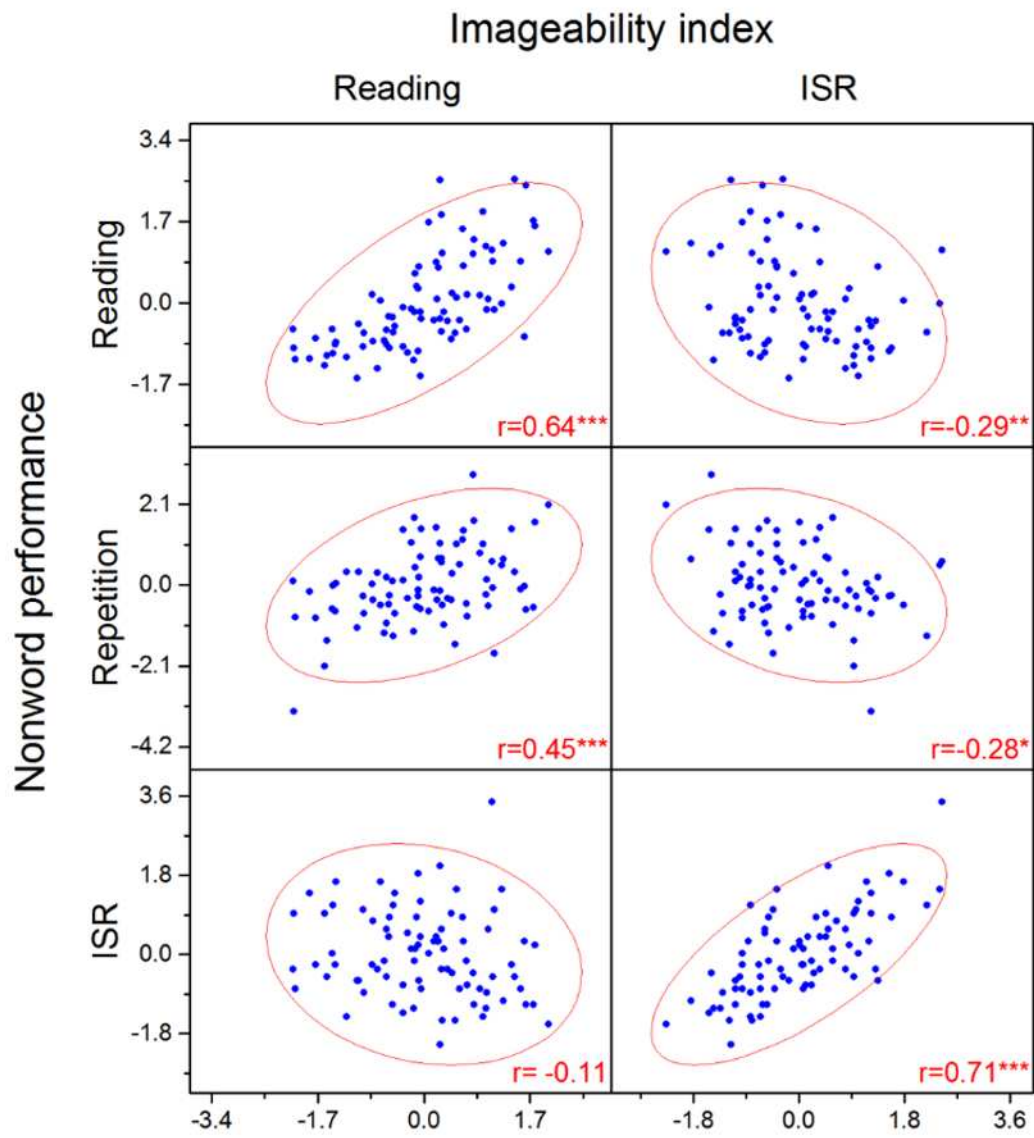 Imageability index
Reading ISR
Nonword performance
Reading
3.4
1.7
0.0
-1.7
r=0.64***
r=-0.29**
Repetition
2.1
0.0
-2.1
-4.2
r=0.45***
r=-0.28*
ISR
3.6
1.8
0.0
-1.8
r= -0.11
r=0.71***
-3.4 -1.7 0.0 1.7 -1.8 0.0 1.8 3.6